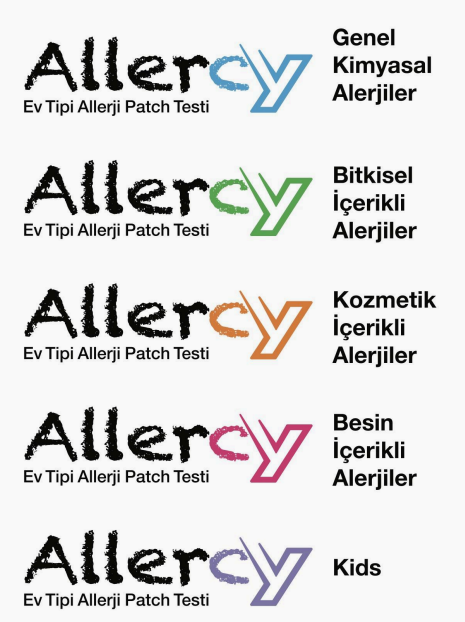 Allercy
Ev Tipi Allerji Patch Testi
Genel
Kimyasal
Alerjiler
Allercy
Ev Tipi Allerji Patch Testi
Bitkisel
İçerikli
Alerjiler
Allercy
Ev Tipi Allerji Patch Testi
Kozmetik
İçerikli
Alerjiler
Allercy
Ev Tipi Allerji Patch Testi
Besin
İçerikli
Alerjiler
Allercy
Ev Tipi Allerji Patch Testi
Kids